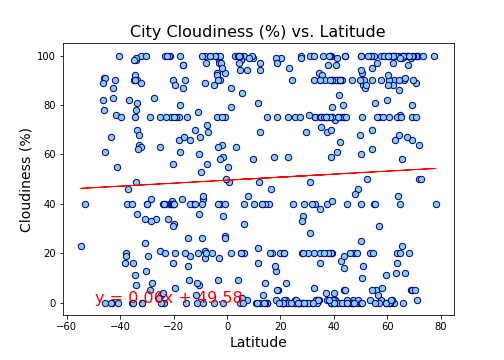 City Cloudiness (%) vs. Latitude
100
80
60
40
20
0
Cloudiness (%)
y = 0.06x + 49.58
−60 −40 −20 0 20 40 60 80
Latitude